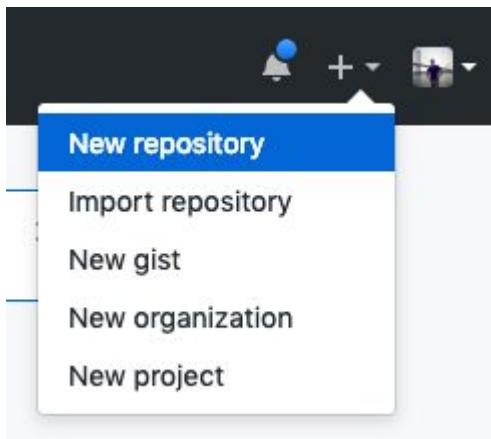 New repository
Import repository
New gist
New organization
New project